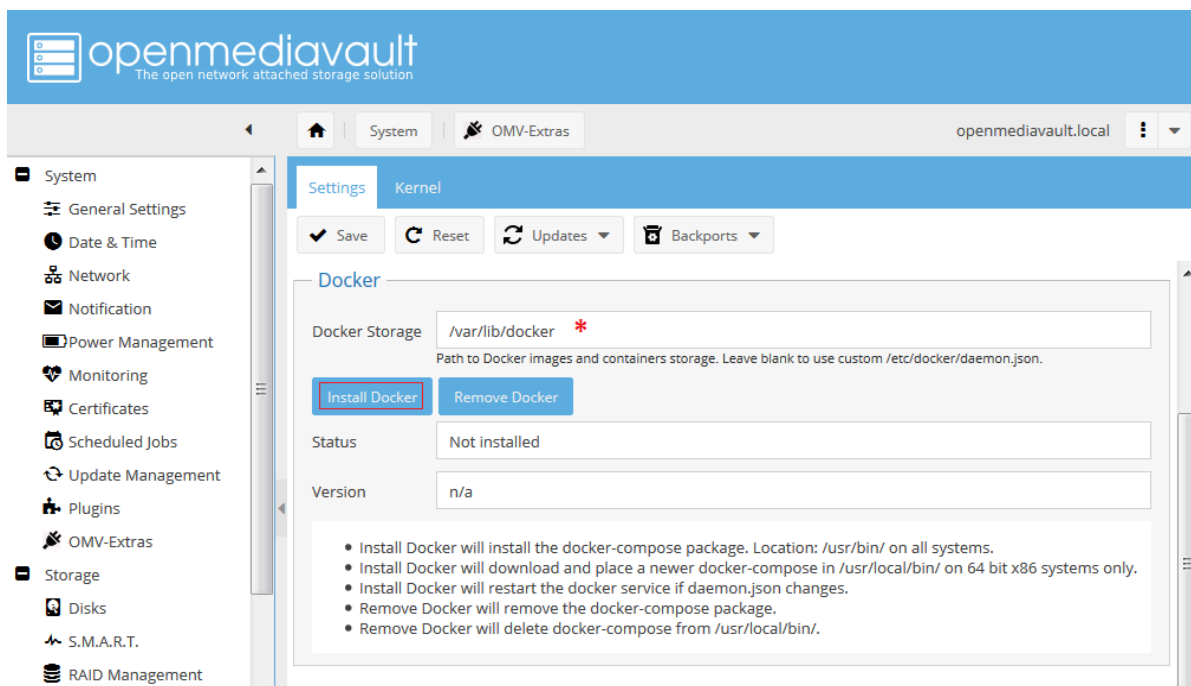 openmediavault
The open network attached storage solution
System
OMV-Extras
openmediavault.local
System
General Settings
Date & Time
Network
Notification
Power Management
Monitoring
Certificates
Scheduled Jobs
Update Management
Plugins
OMV-Extras
Storage
Disks
S.M.A.R.T.
RAID Management
Settings Kernel
Save Reset Updates Backports
Docker
Docker Storage /var/lib/docker *
Path to Docker images and containers storage. Leave blank to use custom /etc/docker/daemon.json.
Install Docker Remove Docker
Status Not installed
Version n/a
• Install Docker will install the docker-compose package. Location: /usr/bin/ on all systems.
• Install Docker will download and place a newer docker-compose in /usr/local/bin/ on 64 bit x86 systems only.
• Install Docker will restart the docker service if daemon.json changes.
• Remove Docker will remove the docker-compose package.
• Remove Docker will delete docker-compose from /usr/local/bin/.